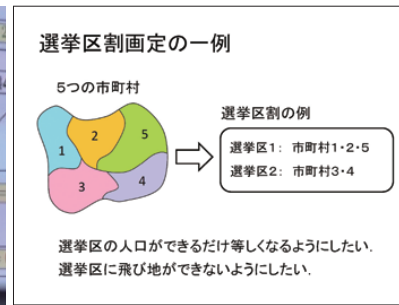 選挙区割画定の一例
5つの市町村
1
2
5
3
4
選挙区割の例
選挙区1: 市町村1・2・5
選挙区2: 市町村3・4
選挙区の人口ができるだけ等しくなるようにしたい.
選挙区に飛び地ができないようにしたい.